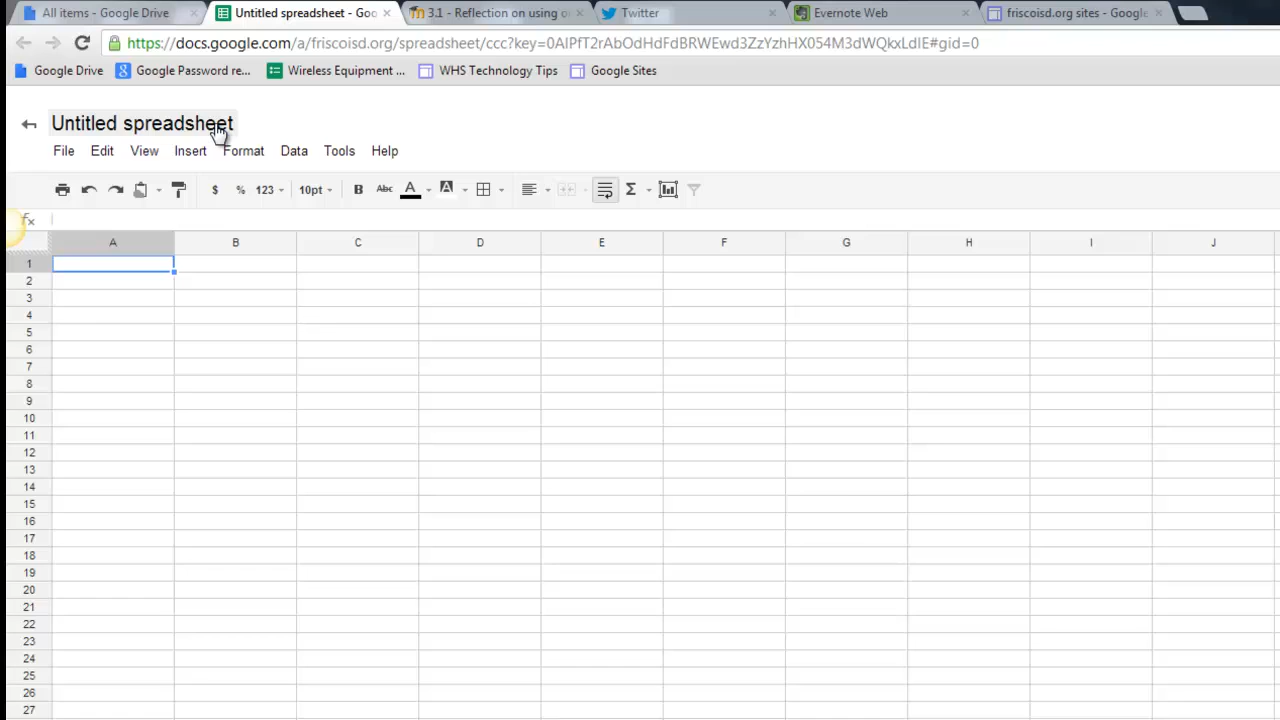 All items - Google Drive
Untitled spreadsheet - Goo
3.1 - Reflection on using or
Twitter
Evernote Web
friscoisd.org sites - Google
https://docs.google.com/a/friscoisd.org/spreadsheet/ccc?key=0AlPfT2rAbOdHdFdBRWEwd3ZzYzhHX054M3dWQkxLdlE#gid=0
Google Drive
Google Password re...
Wireless Equipment ...
WHS Technology Tips
Google Sites
Untitled spreadsheet
File Edit View Insert Format Data Tools Help
$ % 123 10pt B Abc A A Σ
fx
A B C D E F G H I J
1
2
3
4
5
6
7
8
9
10
11
12
13
14
15
16
17
18
19
20
21
22
23
24
25
26
27